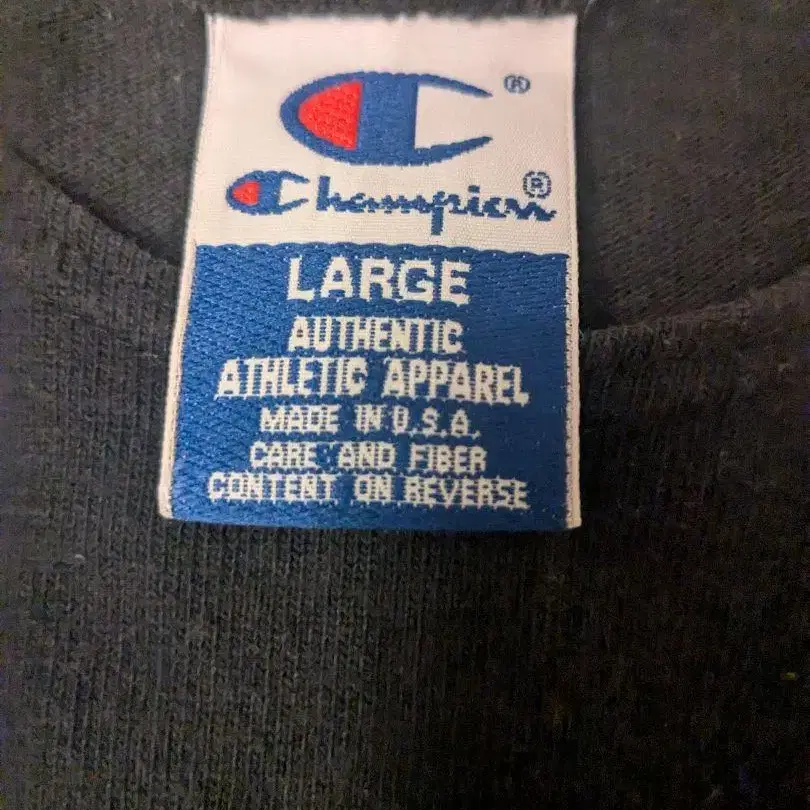 ®
Champion ®
LARGE
AUTHENTIC
ATHLETIC APPAREL
MADE IN U.S.A.
CARE AND FIBER
CONTENT ON REVERSE